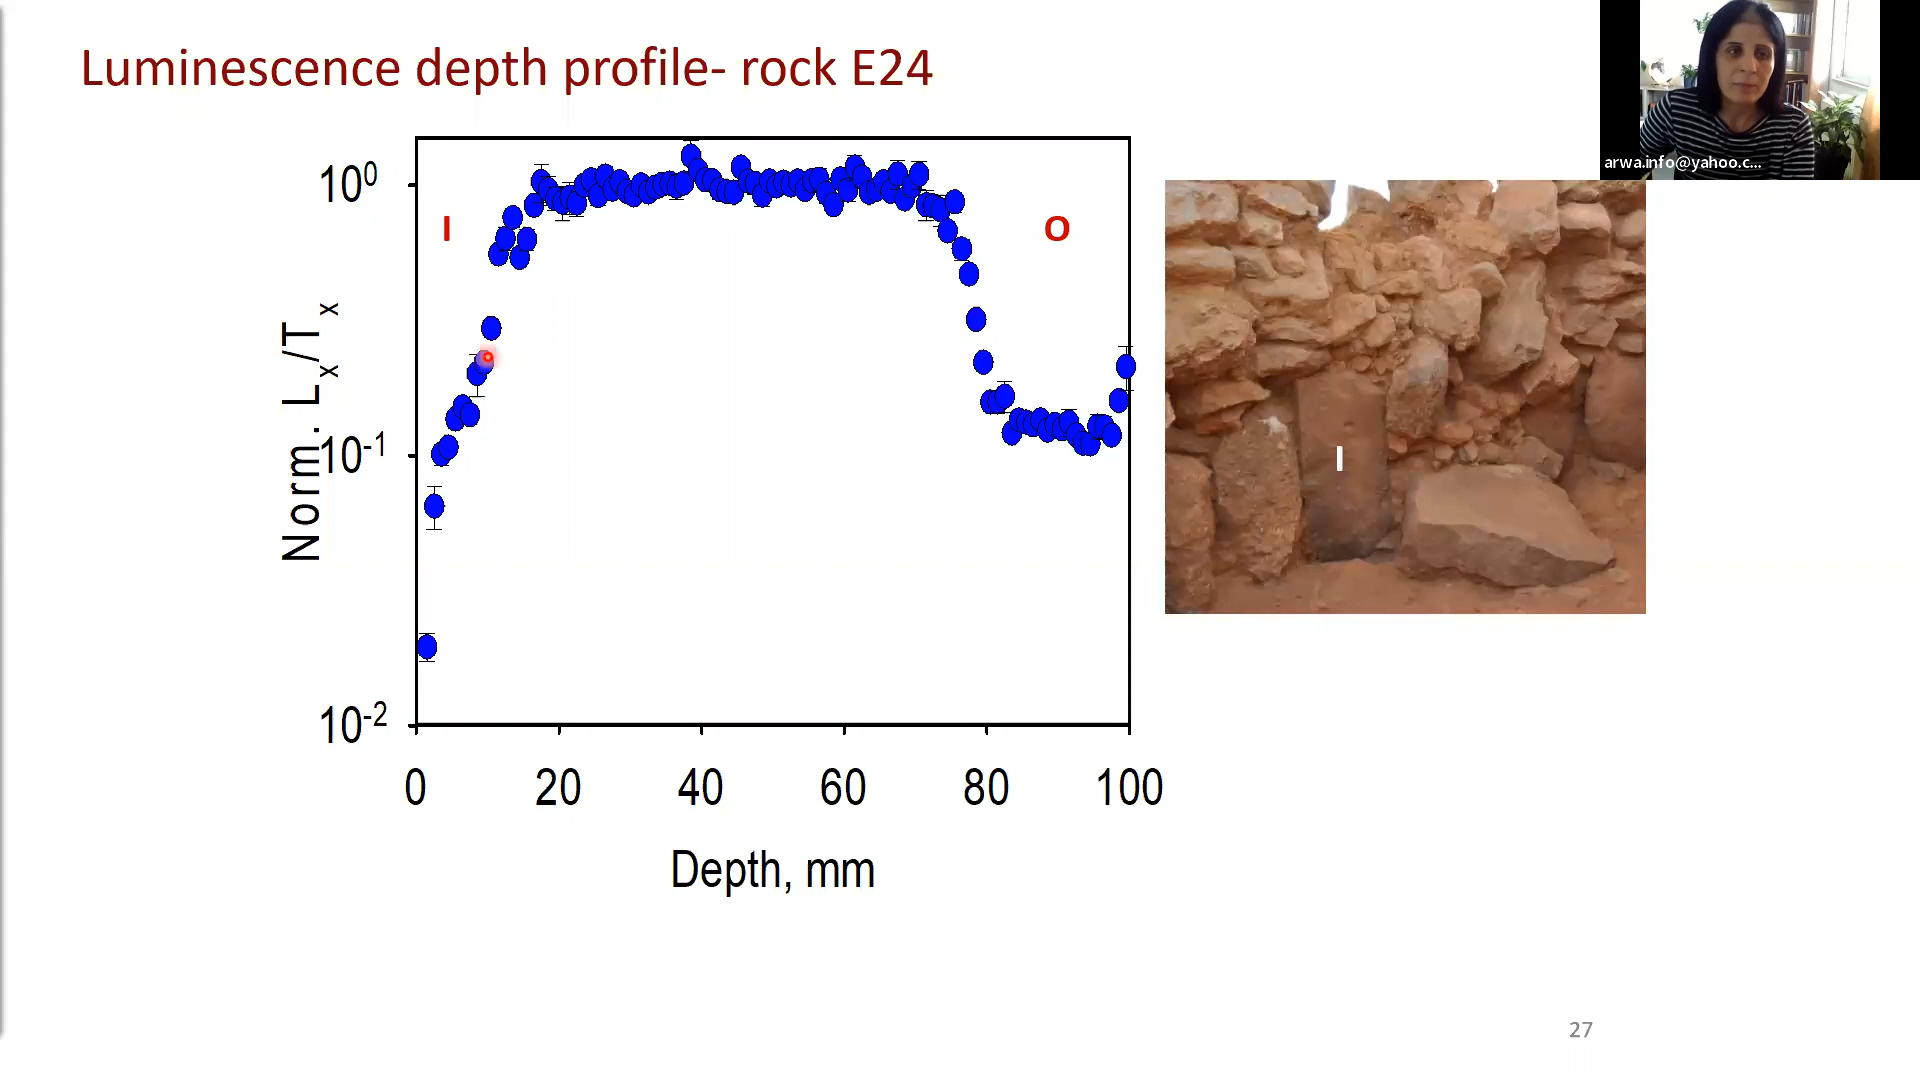 Luminescence depth profile- rock E24
arwa.info@yahoo.c...
10⁰
I
O
Norm. Lₓ/Tₓ
10⁻¹
I
10⁻²
0 20 40 60 80 100
Depth, mm
27